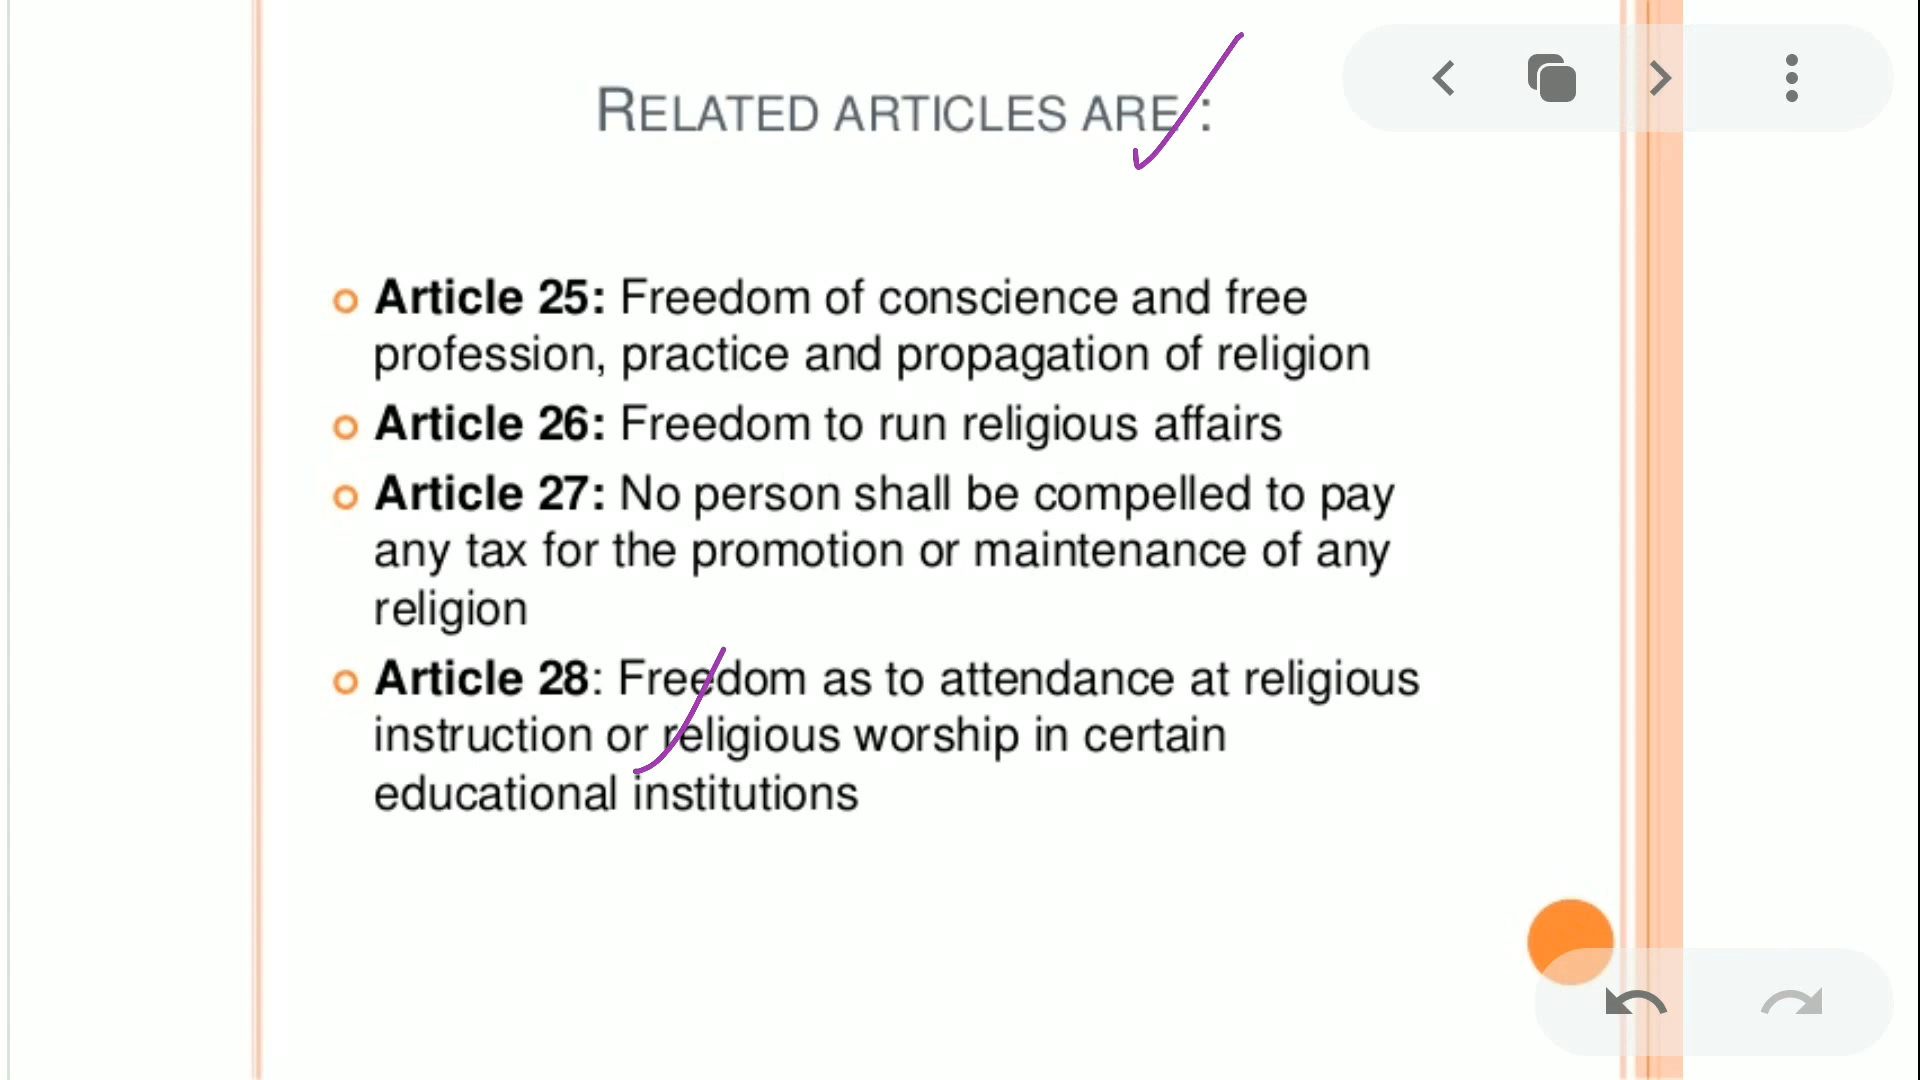 RELATED ARTICLES ARE :
Article 25: Freedom of conscience and free
profession, practice and propagation of religion
Article 26: Freedom to run religious affairs
Article 27: No person shall be compelled to pay
any tax for the promotion or maintenance of any
religion
Article 28: Freedom as to attendance at religious
instruction or religious worship in certain
educational institutions